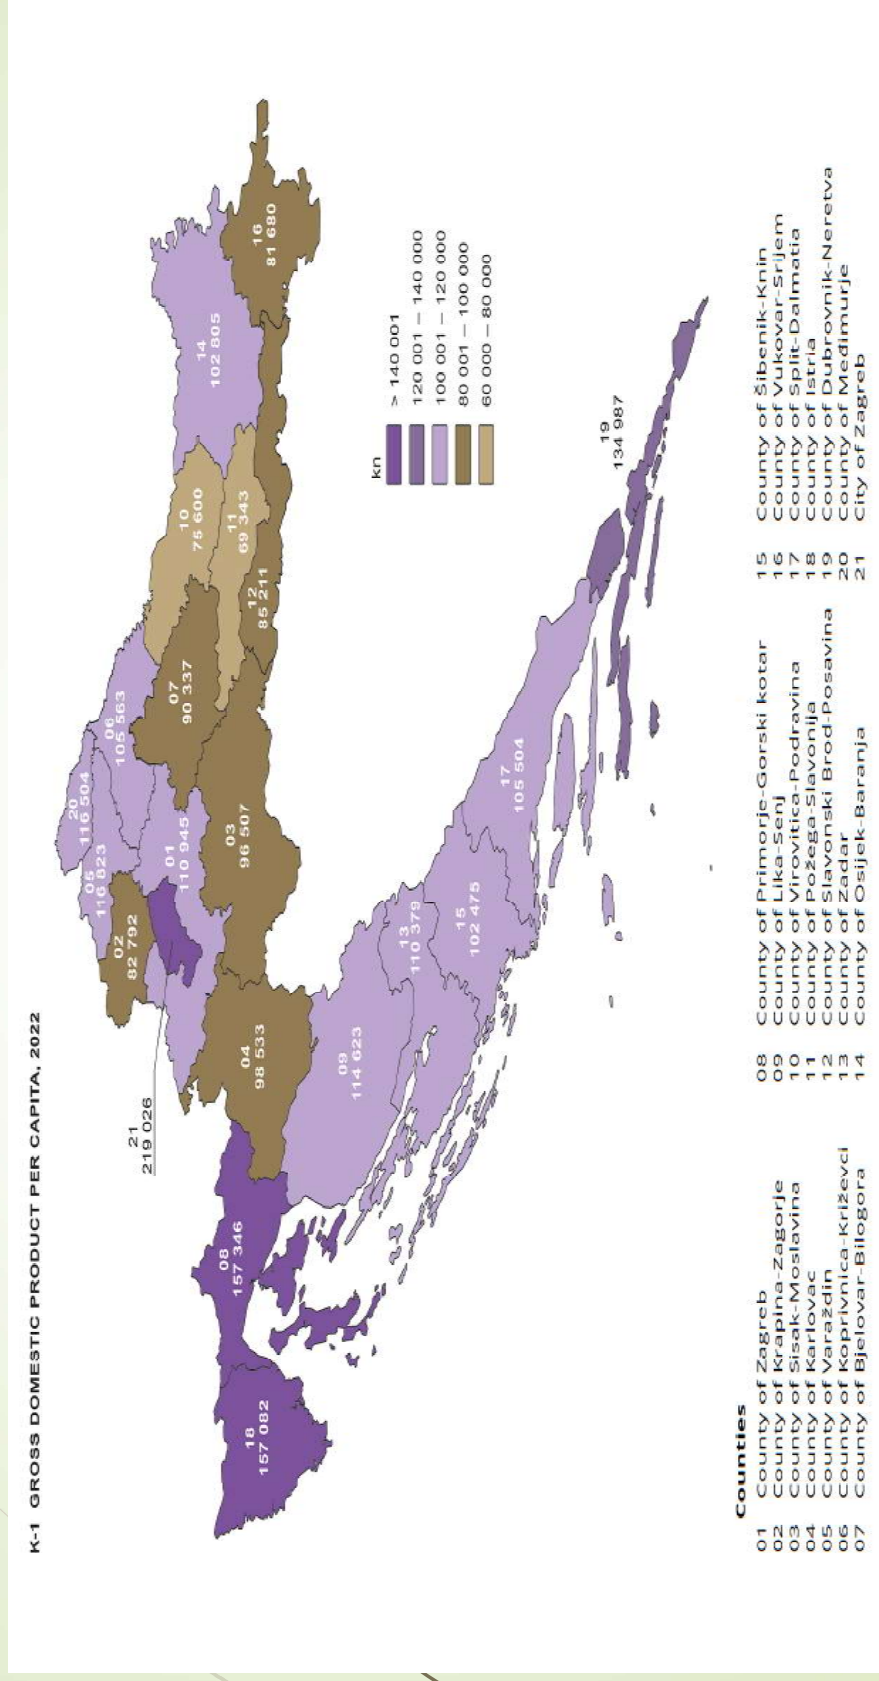 K-1 GROSS DOMESTIC PRODUCT PER CAPITA, 2022
21
219 026
20
116 504
05
116 823
06
105 563
02
82 792
01
110 945
07
90 337
10
75 600
14
102 805
11
69 343
12
85 211
16
81 680
03
96 507
04
98 533
08
157 346
18
157 082
09
114 623
13
110 379
15
102 475
17
105 504
19
134 987
kn
> 140 001
120 001 – 140 000
100 001 – 120 000
80 001 – 100 000
60 000 – 80 000
Counties
01 County of Zagreb
02 County of Krapina-Zagorje
03 County of Sisak-Moslavina
04 County of Karlovac
05 County of Varaždin
06 County of Koprivnica-Križevci
07 County of Bjelovar-Bilogora
08 County of Primorje-Gorski kotar
09 County of Lika-Senj
10 County of Virovitica-Podravina
11 County of Požega-Slavonija
12 County of Slavonski Brod-Posavina
13 County of Zadar
14 County of Osijek-Baranja
15 County of Šibenik-Knin
16 County of Vukovar-Srijem
17 County of Split-Dalmatia
18 County of Istria
19 County of Dubrovnik-Neretva
20 County of Međimurje
21 City of Zagreb